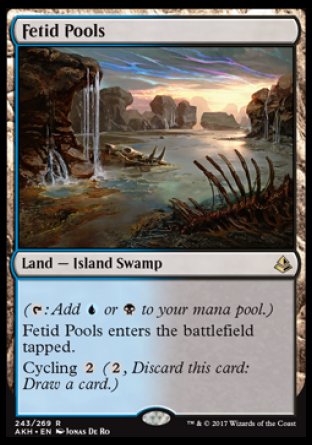 Fetid Pools
Land — Island Swamp
(:Add or to your mana pool.)
Fetid Pools enters the battlefield
tapped.
Cycling 2 (2, Discard this card:
Draw a card.)
243/269 R
AKH • EN Jonas De Ro
™ & © 2017 Wizards of the Coast